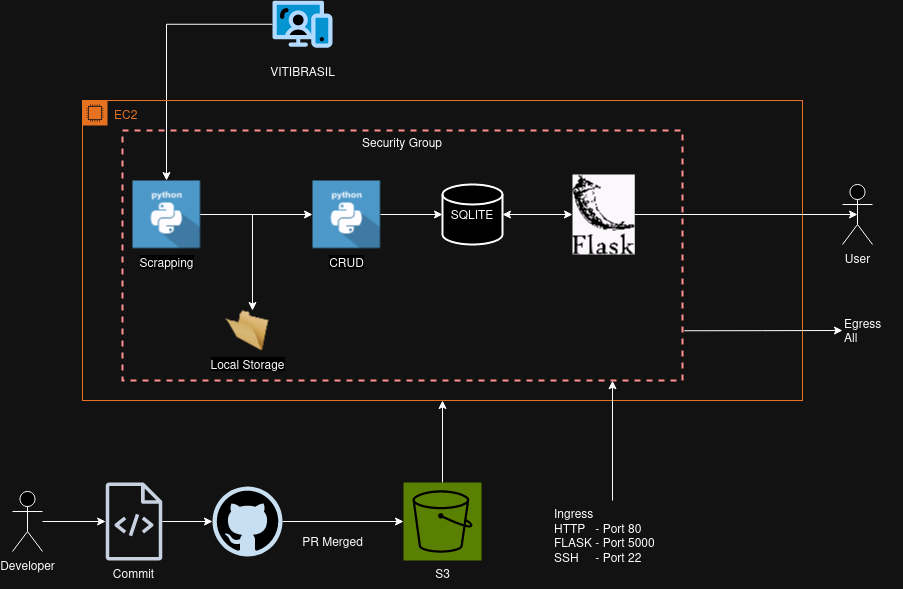 VITIBRASIL
EC2
Security Group
python
python
SQLITE
Flask
Scrapping
CRUD
User
Egress
All
Local Storage
Ingress
HTTP - Port 80
FLASK - Port 5000
SSH - Port 22
PR Merged
Developer
Commit
S3